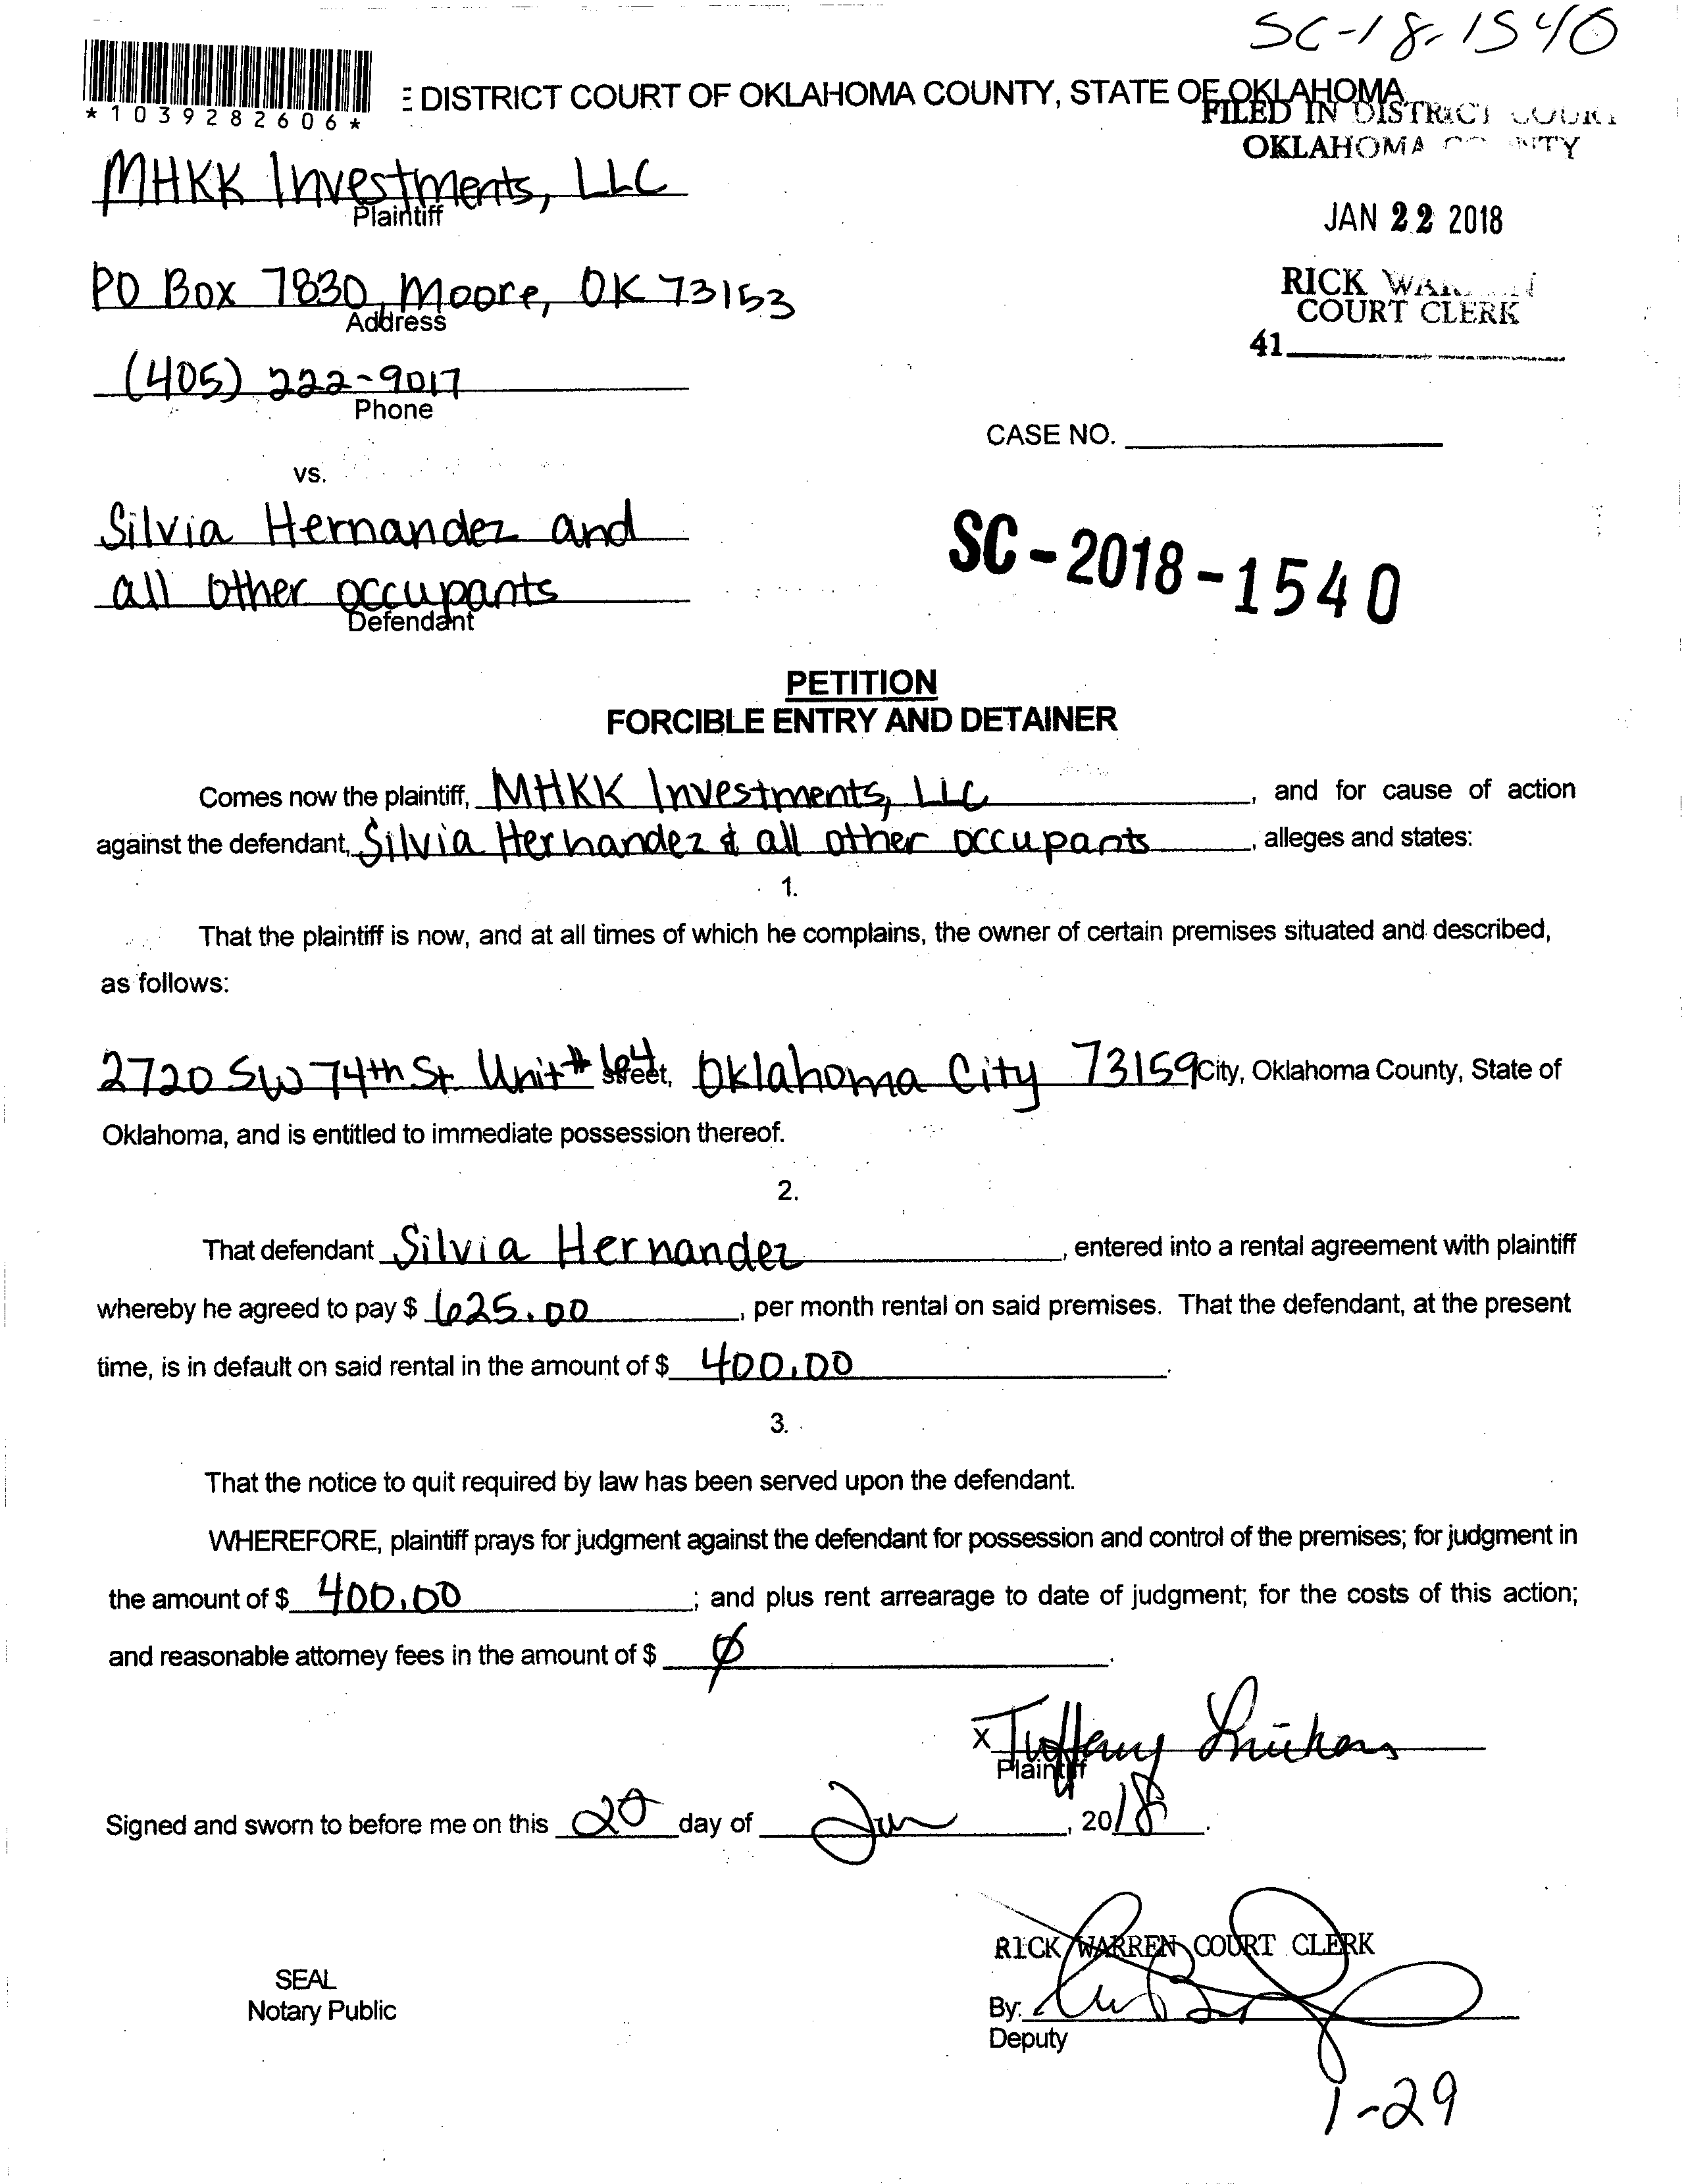 SC-18-1540
*1039282606*
E DISTRICT COURT OF OKLAHOMA COUNTY, STATE OF OKLAHOMA
FILED IN DISTRICT COURT
OKLAHOMA COUNTY
MHKK Investments, LLC
Plaintiff
JAN 22 2018
PO Box 7830, Moore, OK 73153
Address
RICK WARREN
COURT CLERK
41
(405) 222-9017
Phone
CASE NO.
vs.
Silvia Hernandez and
all other occupants
Defendant
SC-2018-1540
PETITION
FORCIBLE ENTRY AND DETAINER
Comes now the plaintiff, MHKK Investments, LLC, and for cause of action
against the defendant, Silvia Hernandez & all other occupants, alleges and states:
1.
That the plaintiff is now, and at all times of which he complains, the owner of certain premises situated and described,
as follows:
2720 SW 74th St Unit # 164 street, Oklahoma City 73159 City, Oklahoma County, State of
Oklahoma, and is entitled to immediate possession thereof.
2.
That defendant Silvia Hernandez, entered into a rental agreement with plaintiff
whereby he agreed to pay $ 625.00, per month rental on said premises. That the defendant, at the present
time, is in default on said rental in the amount of $ 400.00.
3.
That the notice to quit required by law has been served upon the defendant.
WHEREFORE, plaintiff prays for judgment against the defendant for possession and control of the premises; for judgment in
the amount of $ 400.00; and plus rent arrearage to date of judgment; for the costs of this action;
and reasonable attorney fees in the amount of $ ∅.
x Tiffany
Plaintiff
Signed and sworn to before me on this 20 day of Jan, 2018.
RICK WARREN COURT CLERK
SEAL
Notary Public
By:
Deputy
1-29